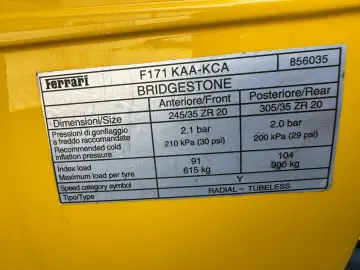 Ferrari F171 KAA-KCA 856035
BRIDGESTONE
Anteriore/Front Posteriore/Rear
Dimensioni/Size 245/35 ZR 20 305/35 ZR 20
Pressioni di gonfiaggio
a freddo raccomandate 2.1 bar 2.0 bar
Recommended cold 210 kPa (30 psi) 200 kPa (29 psi)
inflation pressure
Index load 91 104
Maximum load per tyre 615 kg 900 kg
Speed category symbol Y
Tipo/Type RADIAL - TUBELESS